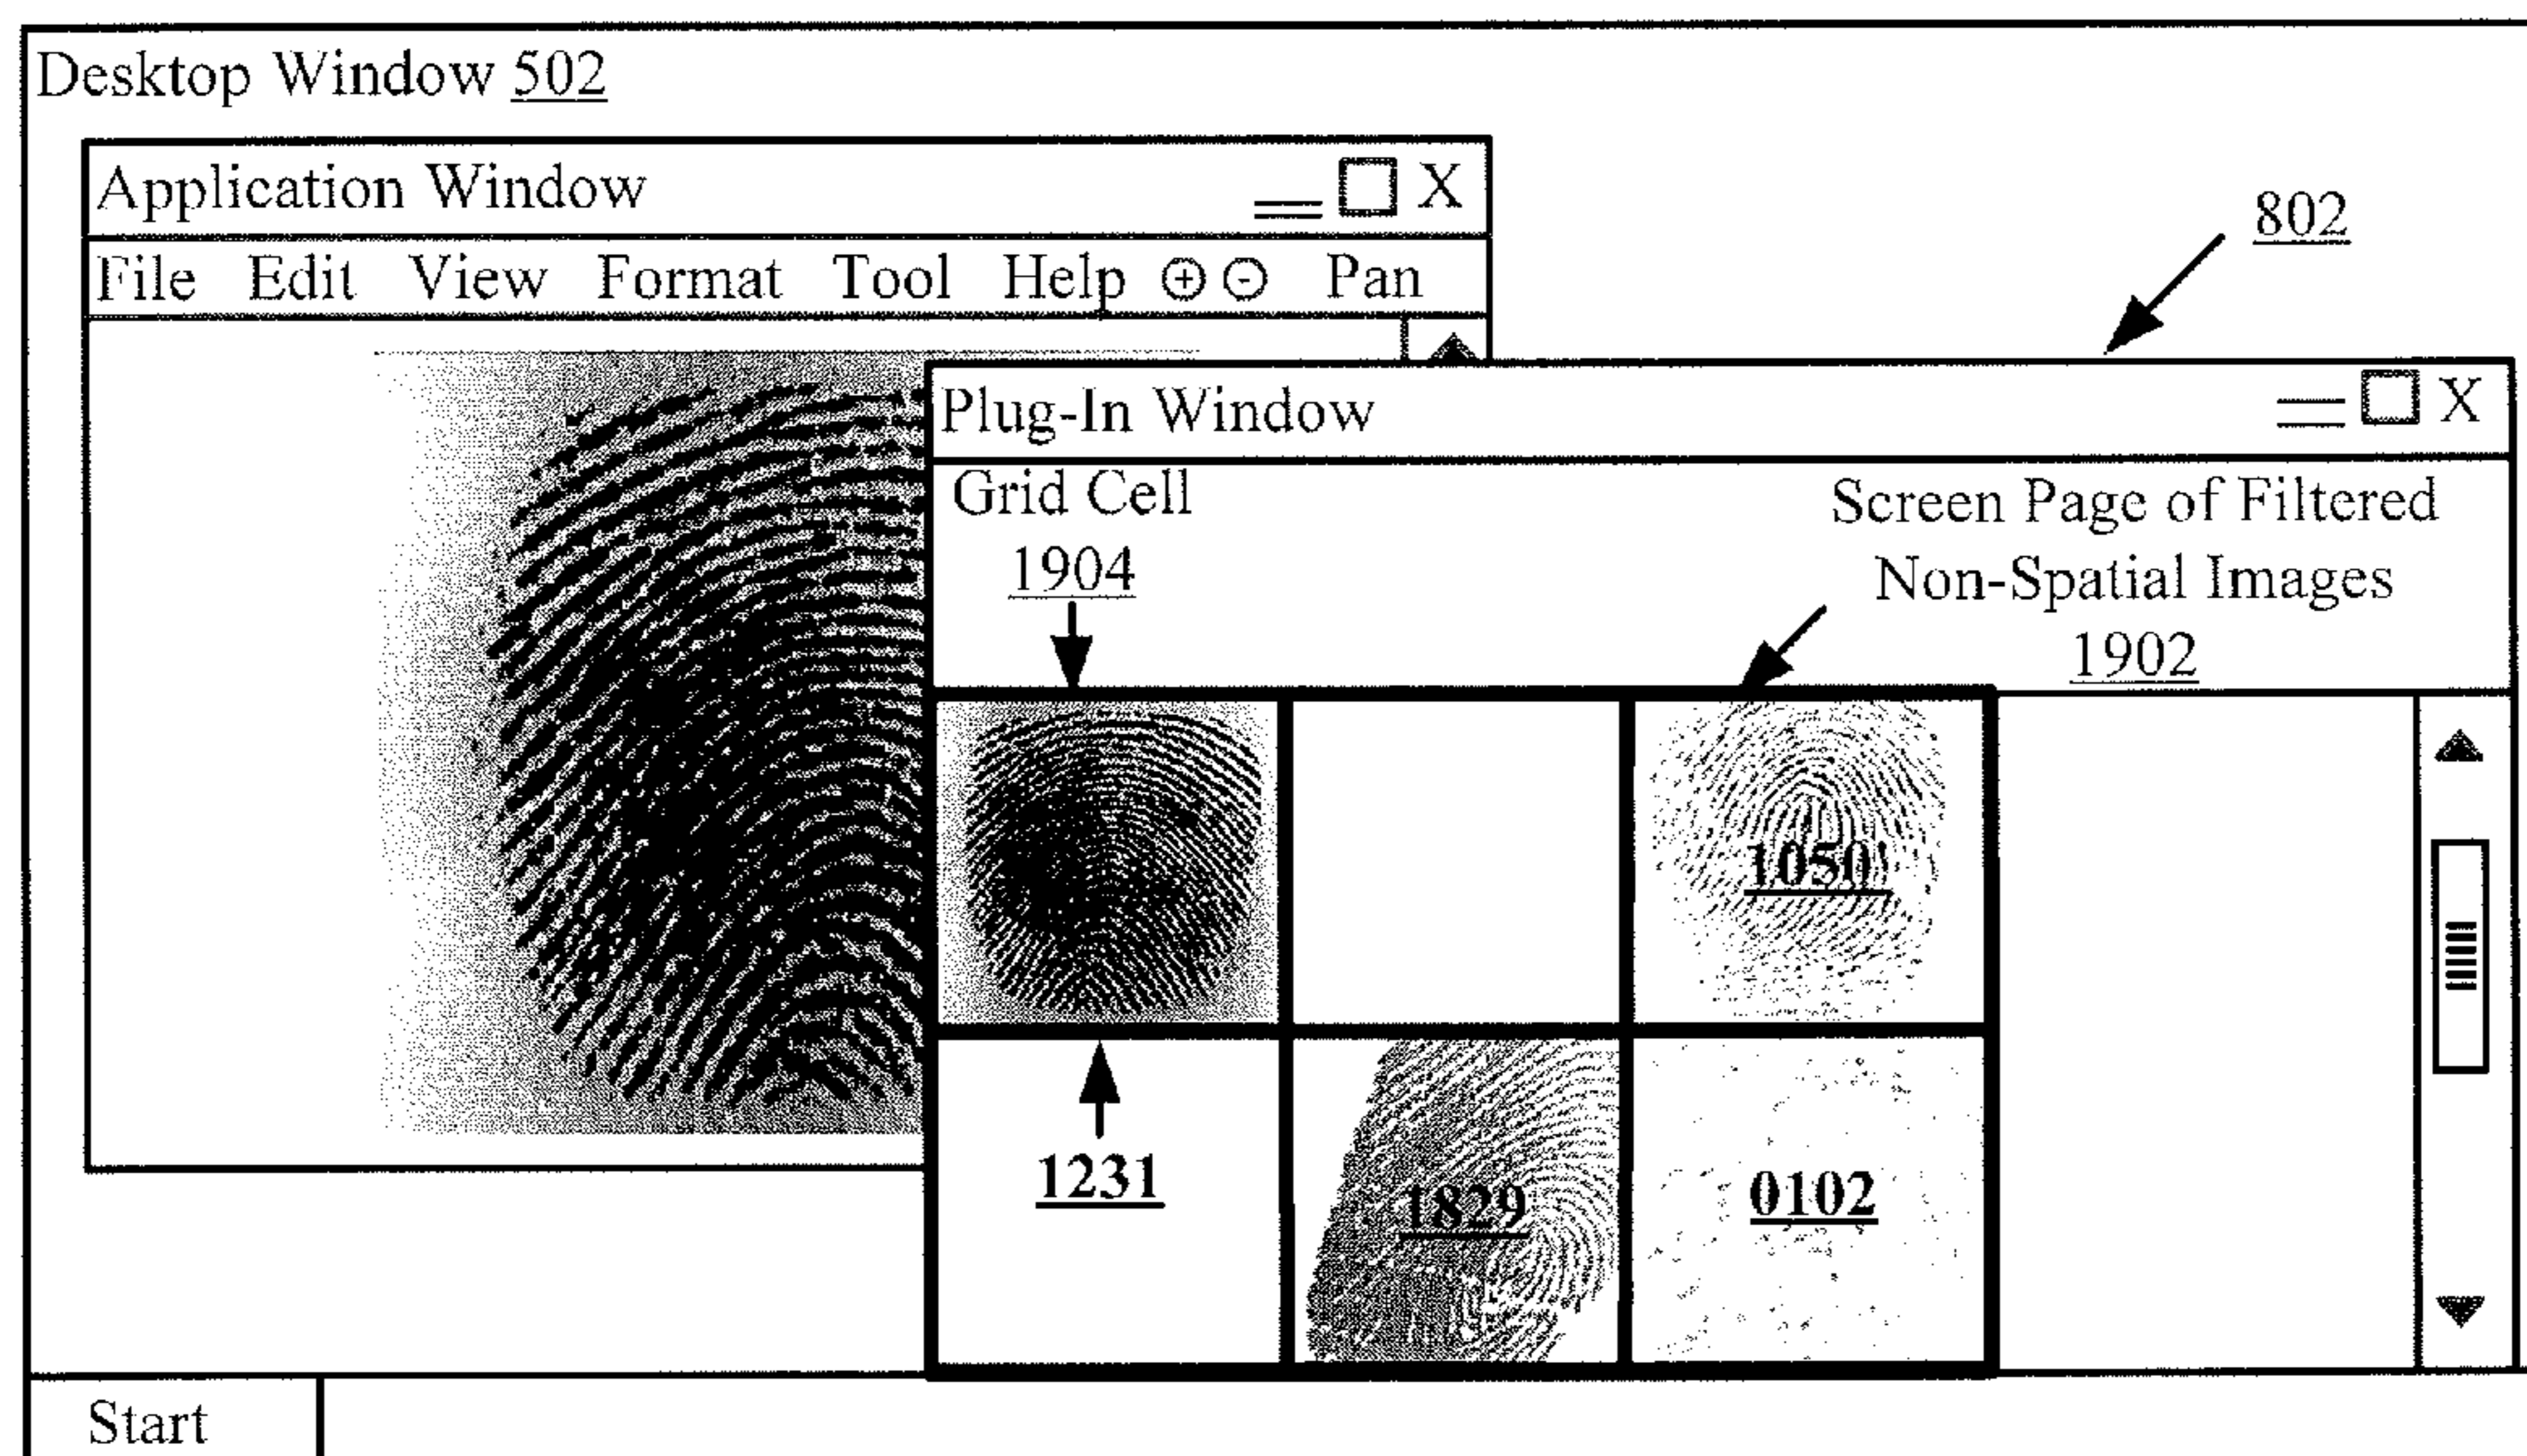 Desktop Window 502
Application Window X
File Edit View Format Tool Help + - Pan
802
Plug-In Window X
Grid Cell
1904
Screen Page of Filtered
Non-Spatial Images
1902
1050'
1231
1829
0102
Start